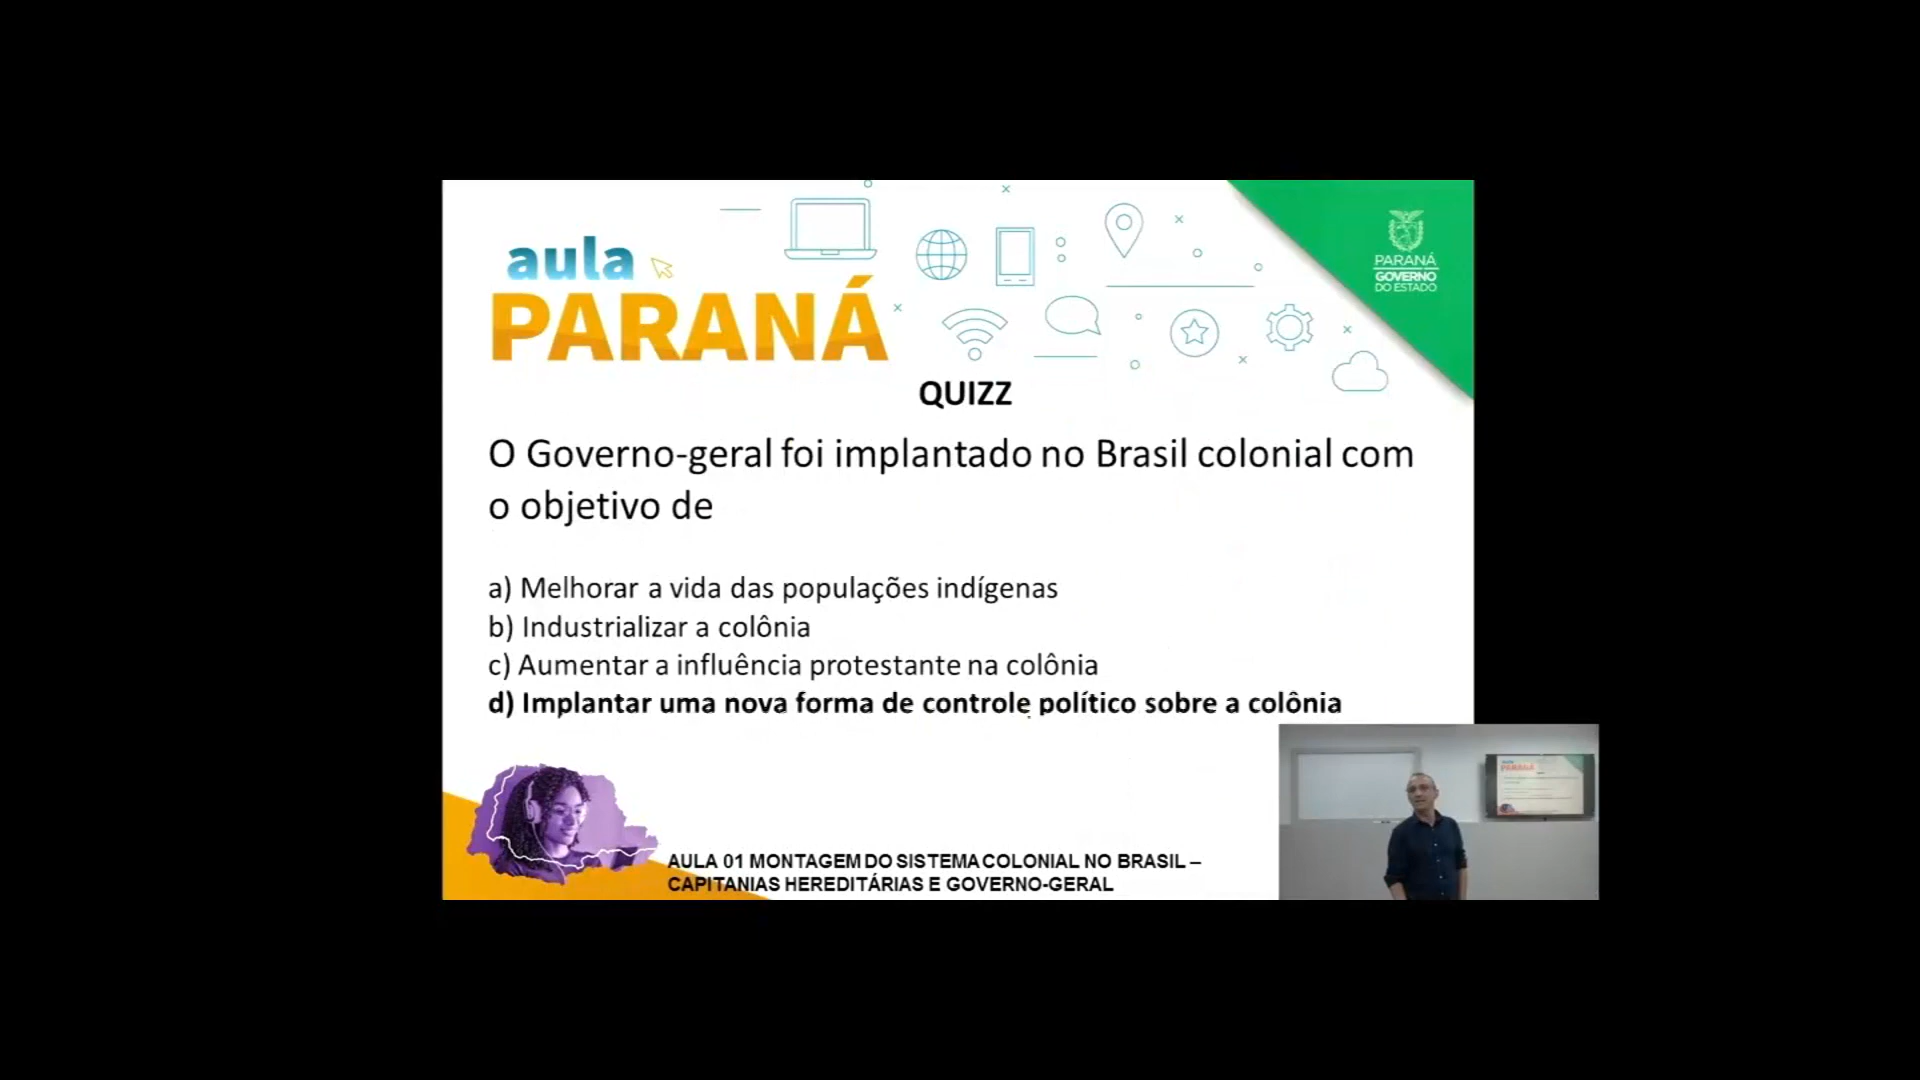 aula
PARANÁ
PARANÁ
GOVERNO
DO ESTADO
QUIZZ
O Governo-geral foi implantado no Brasil colonial com
o objetivo de
a) Melhorar a vida das populações indígenas
b) Industrializar a colônia
c) Aumentar a influência protestante na colônia
d) Implantar uma nova forma de controle político sobre a colônia
AULA 01 MONTAGEM DO SISTEMA COLONIAL NO BRASIL –
CAPITANIAS HEREDITÁRIAS E GOVERNO-GERAL
aula
PARANÁ